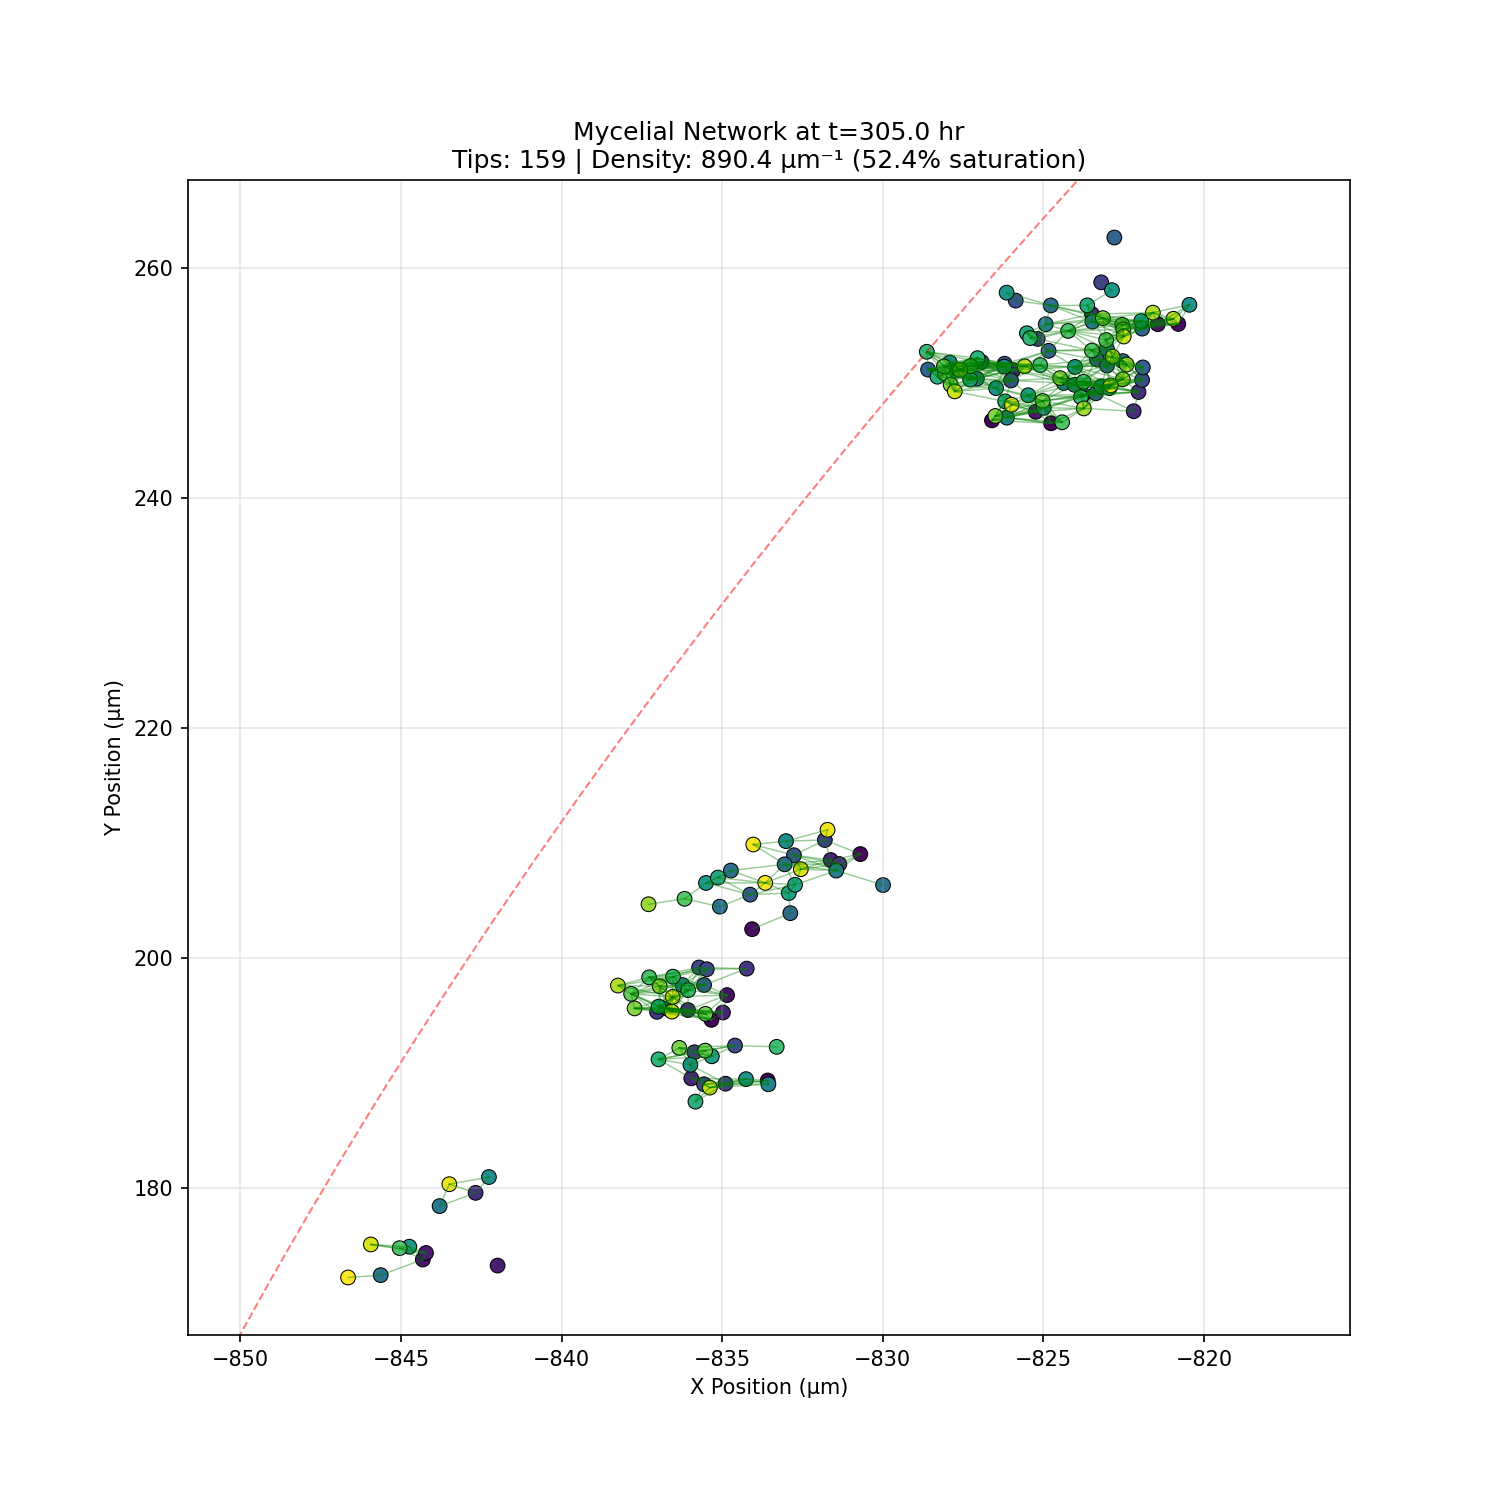 Mycelial Network at t=305.0 hr
Tips: 159 | Density: 890.4 μm⁻¹ (52.4% saturation)
260
240
220
200
180
Y Position (μm)
−850 −845 −840 −835 −830 −825 −820
X Position (μm)